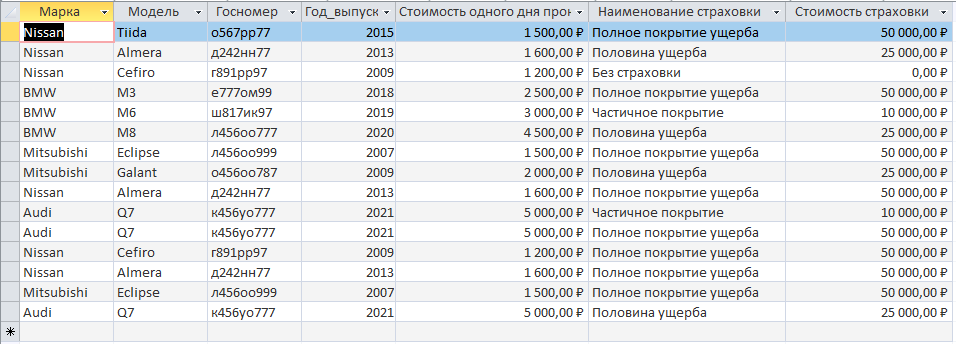 Марка Модель Госномер Год_выпуск Стоимость одного дня прон Наименование страховки Стоимость страховки
Nissan Tiida о567рр77 2015 1 500,00 ₽ Полное покрытие ущерба 50 000,00 ₽
Nissan Almera д242нн77 2013 1 600,00 ₽ Половина ущерба 25 000,00 ₽
Nissan Cefiro г891рр97 2009 1 200,00 ₽ Без страховки 0,00 ₽
BMW M3 е777ом99 2018 2 500,00 ₽ Полное покрытие ущерба 50 000,00 ₽
BMW M6 ш817ик97 2019 3 000,00 ₽ Частичное покрытие 10 000,00 ₽
BMW M8 л456оо777 2020 4 500,00 ₽ Половина ущерба 25 000,00 ₽
Mitsubishi Eclipse л456оо999 2007 1 500,00 ₽ Полное покрытие ущерба 50 000,00 ₽
Mitsubishi Galant о456оо787 2009 2 000,00 ₽ Половина ущерба 25 000,00 ₽
Nissan Almera д242нн77 2013 1 600,00 ₽ Полное покрытие ущерба 50 000,00 ₽
Audi Q7 к456уо777 2021 5 000,00 ₽ Частичное покрытие 10 000,00 ₽
Audi Q7 к456уо777 2021 5 000,00 ₽ Полное покрытие ущерба 50 000,00 ₽
Nissan Cefiro г891рр97 2009 1 200,00 ₽ Полное покрытие ущерба 50 000,00 ₽
Nissan Almera д242нн77 2013 1 600,00 ₽ Полное покрытие ущерба 50 000,00 ₽
Mitsubishi Eclipse л456оо999 2007 1 500,00 ₽ Полное покрытие ущерба 50 000,00 ₽
Audi Q7 к456уо777 2021 5 000,00 ₽ Половина ущерба 25 000,00 ₽